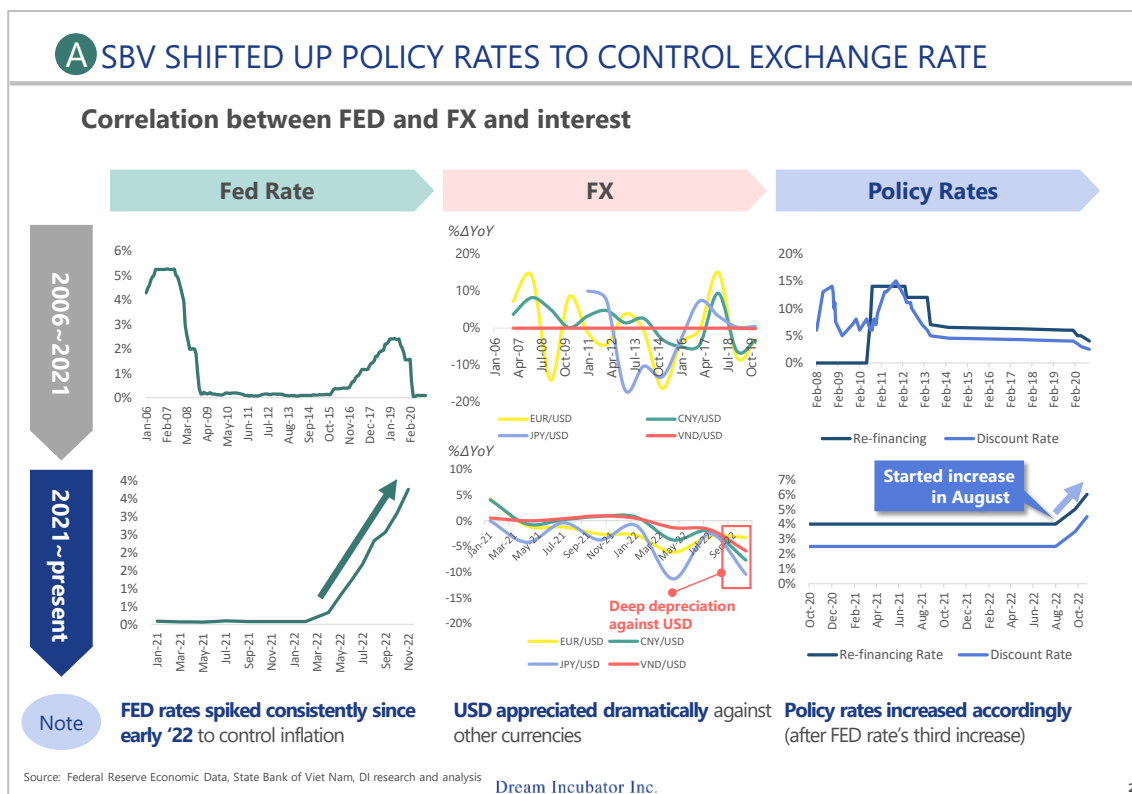 A SBV SHIFTED UP POLICY RATES TO CONTROL EXCHANGE RATE
Correlation between FED and FX and interest
Fed Rate
FX
Policy Rates
2006~2021
6%
5%
4%
3%
2%
1%
0%
Jan-06
Feb-07
Mar-08
Apr-09
May-10
Jun-11
Jul-12
Aug-13
Sep-14
Oct-15
Nov-16
Dec-17
Jan-19
Feb-20
%ΔYoY
20%
10%
0%
-10%
-20%
Jan-06
Apr-07
Jul-08
Oct-09
Jan-11
Apr-12
Jul-13
Oct-14
Jan-16
Apr-17
Jul-18
Oct-19
EUR/USD
CNY/USD
JPY/USD
VND/USD
20%
15%
10%
5%
0%
Feb-08
Feb-09
Feb-10
Feb-11
Feb-12
Feb-13
Feb-14
Feb-15
Feb-16
Feb-17
Feb-18
Feb-19
Feb-20
Re-financing
Discount Rate
2021~present
4%
4%
3%
3%
2%
2%
1%
1%
0%
Jan-21
Mar-21
May-21
Jul-21
Sep-21
Nov-21
Jan-22
Mar-22
May-22
Jul-22
Sep-22
Nov-22
%ΔYoY
10%
5%
0%
-5%
-10%
-15%
-20%
Jan-21
Mar-21
May-21
Jul-21
Sep-21
Nov-21
Jan-22
Mar-22
May-22
Jul-22
Sep-22
Deep depreciation
against USD
EUR/USD
CNY/USD
JPY/USD
VND/USD
7%
6%
5%
4%
3%
2%
1%
0%
Started increase
in August
Oct-20
Dec-20
Feb-21
Apr-21
Jun-21
Aug-21
Oct-21
Dec-21
Feb-22
Apr-22
Jun-22
Aug-22
Oct-22
Re-financing Rate
Discount Rate
Note
FED rates spiked consistently since
early '22 to control inflation
USD appreciated dramatically against
other currencies
Policy rates increased accordingly
(after FED rate's third increase)
Source: Federal Reserve Economic Data, State Bank of Viet Nam, DI research and analysis
Dream Incubator Inc.